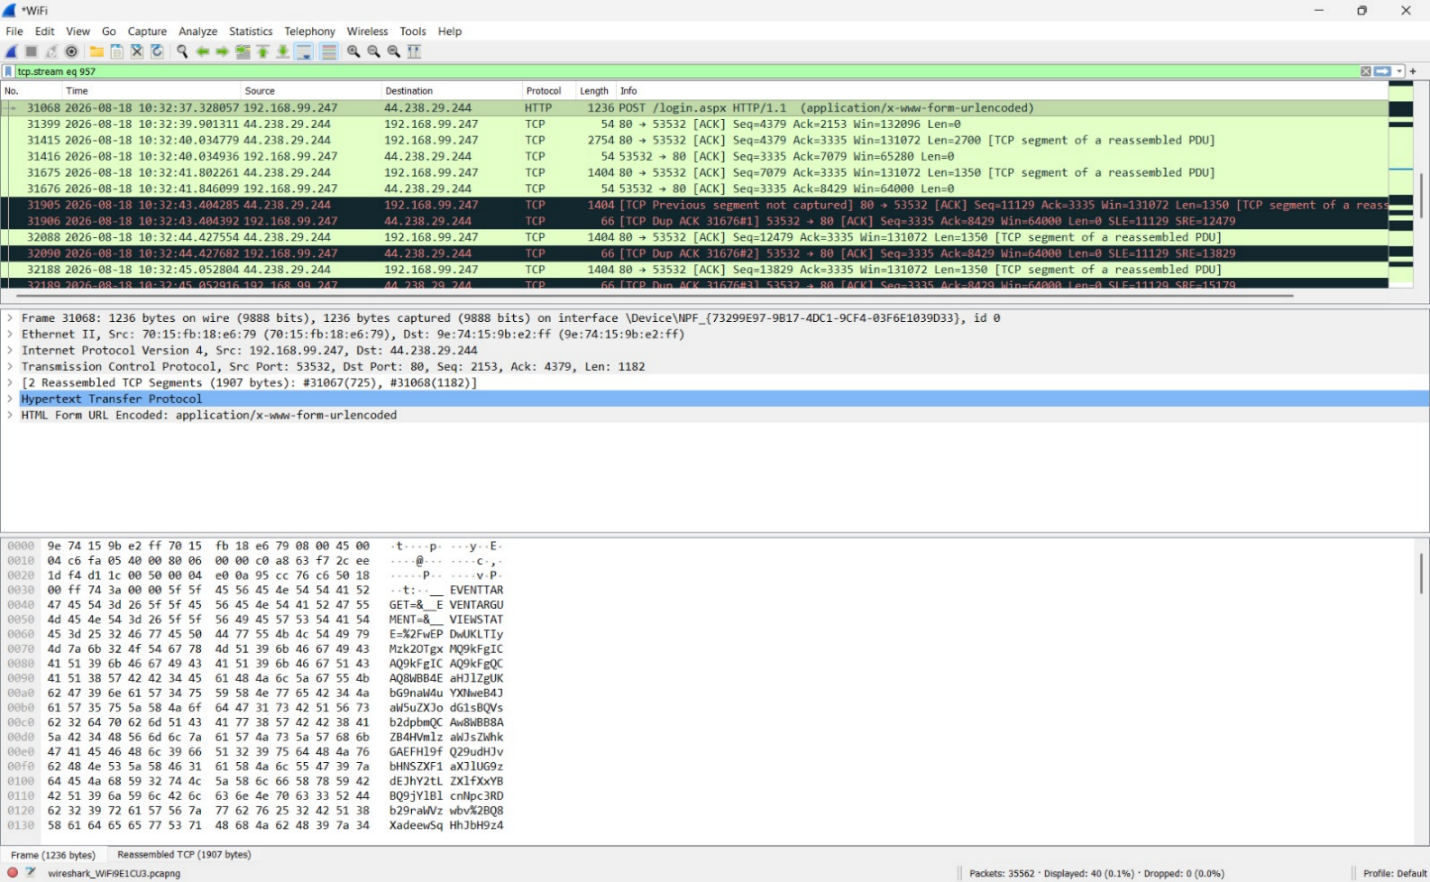 *WiFi
File Edit View Go Capture Analyze Statistics Telephony Wireless Tools Help
tcp.stream eq 957
No. Time Source Destination Protocol Length Info
31068 2026-08-18 10:32:37.328057 192.168.99.247 44.238.29.244 HTTP 1236 POST /login.aspx HTTP/1.1 (application/x-www-form-urlencoded)
31399 2026-08-18 10:32:39.901311 44.238.29.244 192.168.99.247 TCP 54 80 → 53532 [ACK] Seq=4379 Ack=2153 Win=132096 Len=0
31415 2026-08-18 10:32:40.034779 44.238.29.244 192.168.99.247 TCP 2754 80 → 53532 [ACK] Seq=4379 Ack=3335 Win=131072 Len=2700 [TCP segment of a reassembled PDU]
31416 2026-08-18 10:32:40.034936 192.168.99.247 44.238.29.244 TCP 54 53532 → 80 [ACK] Seq=3335 Ack=7079 Win=65280 Len=0
31675 2026-08-18 10:32:41.802261 44.238.29.244 192.168.99.247 TCP 1404 80 → 53532 [ACK] Seq=7079 Ack=3335 Win=131072 Len=1350 [TCP segment of a reassembled PDU]
31676 2026-08-18 10:32:41.846099 192.168.99.247 44.238.29.244 TCP 54 53532 → 80 [ACK] Seq=3335 Ack=8429 Win=64000 Len=0
31905 2026-08-18 10:32:43.404285 44.238.29.244 192.168.99.247 TCP 1404 [TCP Previous segment not captured] 80 → 53532 [ACK] Seq=11129 Ack=3335 Win=131072 Len=1350 [TCP segment of a reass
31906 2026-08-18 10:32:43.404392 192.168.99.247 44.238.29.244 TCP 66 [TCP Dup ACK 31676#1] 53532 → 80 [ACK] Seq=3335 Ack=8429 Win=64000 Len=0 SLE=11129 SRE=12479
32088 2026-08-18 10:32:44.427554 44.238.29.244 192.168.99.247 TCP 1404 80 → 53532 [ACK] Seq=12479 Ack=3335 Win=131072 Len=1350 [TCP segment of a reassembled PDU]
32090 2026-08-18 10:32:44.427682 192.168.99.247 44.238.29.244 TCP 66 [TCP Dup ACK 31676#2] 53532 → 80 [ACK] Seq=3335 Ack=8429 Win=64000 Len=0 SLE=11129 SRE=13829
32188 2026-08-18 10:32:45.052804 44.238.29.244 192.168.99.247 TCP 1404 80 → 53532 [ACK] Seq=13829 Ack=3335 Win=131072 Len=1350 [TCP segment of a reassembled PDU]
32189 2026-08-18 10:32:45.052916 192.168.99.247 44.238.29.244 TCP 66 [TCP Dup ACK 31676#3] 53532 → 80 [ACK] Seq=3335 Ack=8429 Win=64000 Len=0 SLE=11129 SRE=15179
Frame 31068: 1236 bytes on wire (9888 bits), 1236 bytes captured (9888 bits) on interface \Device\NPF_{73299E97-9B17-4DC1-9CF4-03F6E1039D33}, id 0
Ethernet II, Src: 70:15:fb:18:e6:79 (70:15:fb:18:e6:79), Dst: 9e:74:15:9b:e2:ff (9e:74:15:9b:e2:ff)
Internet Protocol Version 4, Src: 192.168.99.247, Dst: 44.238.29.244
Transmission Control Protocol, Src Port: 53532, Dst Port: 80, Seq: 2153, Ack: 4379, Len: 1182
[2 Reassembled TCP Segments (1907 bytes): #31067(725), #31068(1182)]
Hypertext Transfer Protocol
HTML Form URL Encoded: application/x-www-form-urlencoded
0000 9e 74 15 9b e2 ff 70 15 fb 18 e6 79 08 00 45 00 ·t····p· ···y··E·
0010 04 c6 fa 05 40 00 80 06 00 00 c0 a8 63 f7 2c ee ····@··· ····c·,·
0020 1d f4 d1 1c 00 50 00 04 e0 0a 95 cc 76 c6 50 18 ·····P·· ····v·P·
0030 00 ff 74 3a 00 00 5f 5f 45 56 45 4e 54 54 41 52 ··t:··__ EVENTTAR
0040 47 45 54 3d 26 5f 5f 45 56 45 4e 54 41 52 47 55 GET=&__E VENTARGU
0050 4d 45 4e 54 3d 26 5f 5f 56 49 45 57 53 54 41 54 MENT=&__ VIEWSTAT
0060 45 3d 25 32 46 77 45 50 44 77 55 4b 4c 54 49 79 E=%2FwEP DwUKLTIy
0070 4d 7a 6b 32 4f 54 67 78 4d 51 39 6b 46 67 49 43 Mzk2OTgx MQ9kFgIC
0080 41 51 39 6b 46 67 49 43 41 51 39 6b 46 67 51 43 AQ9kFgIC AQ9kFgQC
0090 41 51 38 57 42 42 34 45 61 48 4a 6c 5a 67 55 4b AQ8WBB4E aHJlZgUK
00a0 62 47 39 6e 61 57 34 75 59 58 4e 77 65 42 34 4a bG9naW4u YXNweB4J
00b0 61 57 35 75 5a 58 4a 6f 64 47 31 73 42 51 56 73 aW5uZXJo dG1sBQVs
00c0 62 32 64 70 62 6d 51 43 41 77 38 57 42 42 38 41 b2dpbmQC Aw8WBB8A
00d0 5a 42 34 48 56 6d 6c 7a 61 57 4a 73 5a 57 68 6b ZB4HVmlz aWJsZWhk
00e0 47 41 45 46 48 6c 39 66 51 32 39 75 64 48 4a 76 GAEFHl9f Q29udHJv
00f0 62 48 4e 53 5a 58 46 31 61 58 4a 6c 55 47 39 7a bHNSZXF1 aXJlUG9z
0100 64 45 4a 68 59 32 74 4c 5a 58 6c 66 58 78 59 42 dEJhY2tL ZXlfXxYB
0110 42 51 39 6a 59 6c 42 6c 63 6e 4e 70 63 33 52 44 BQ9jYlBl cnNpc3RD
0120 62 32 39 72 61 57 56 7a 77 62 76 25 32 42 51 38 b29raWVz wbv%2BQ8
0130 58 61 64 65 65 77 53 71 48 68 4a 62 48 39 7a 34 XadeewSq HhJbH9z4
Frame (1236 bytes) Reassembled TCP (1907 bytes)
wireshark_WiFi9E1CU3.pcapng Packets: 35562 · Displayed: 40 (0.1%) · Dropped: 0 (0.0%) Profile: Default